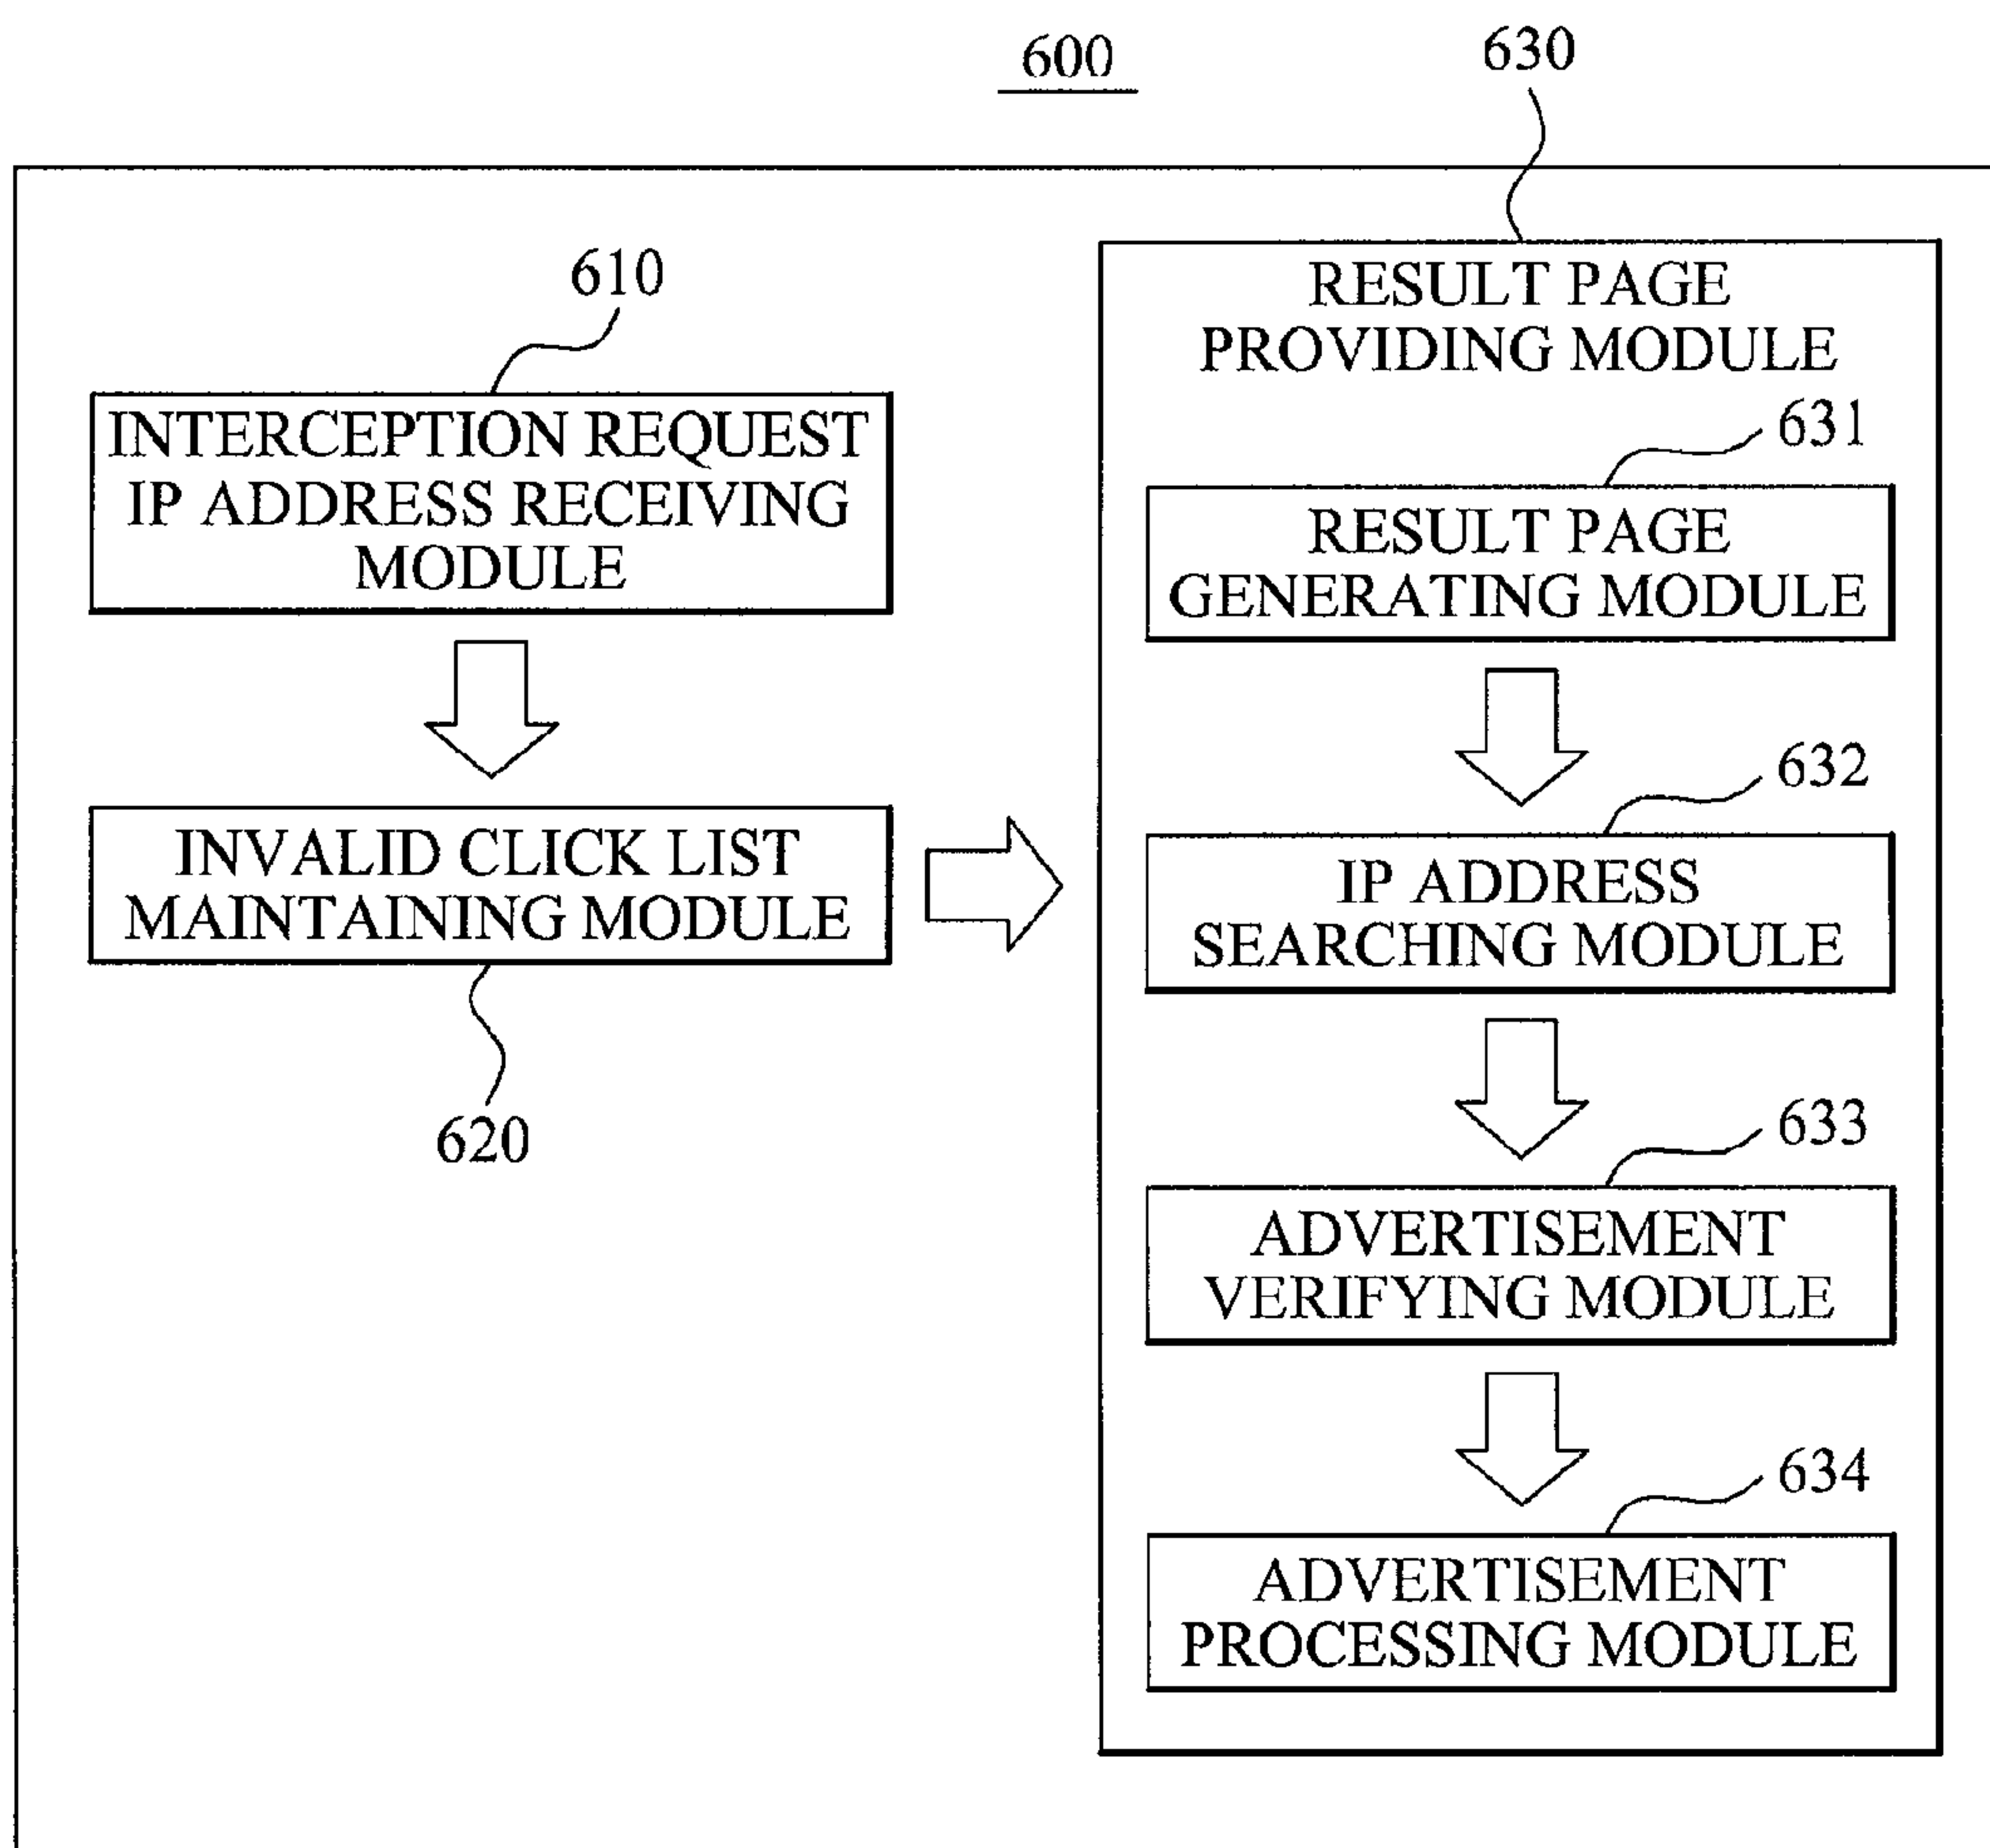 600
630
610
RESULT PAGE
PROVIDING MODULE
INTERCEPTION REQUEST
IP ADDRESS RECEIVING
MODULE
631
RESULT PAGE
GENERATING MODULE
632
INVALID CLICK LIST
MAINTAINING MODULE
IP ADDRESS
SEARCHING MODULE
620
633
ADVERTISEMENT
VERIFYING MODULE
634
ADVERTISEMENT
PROCESSING MODULE